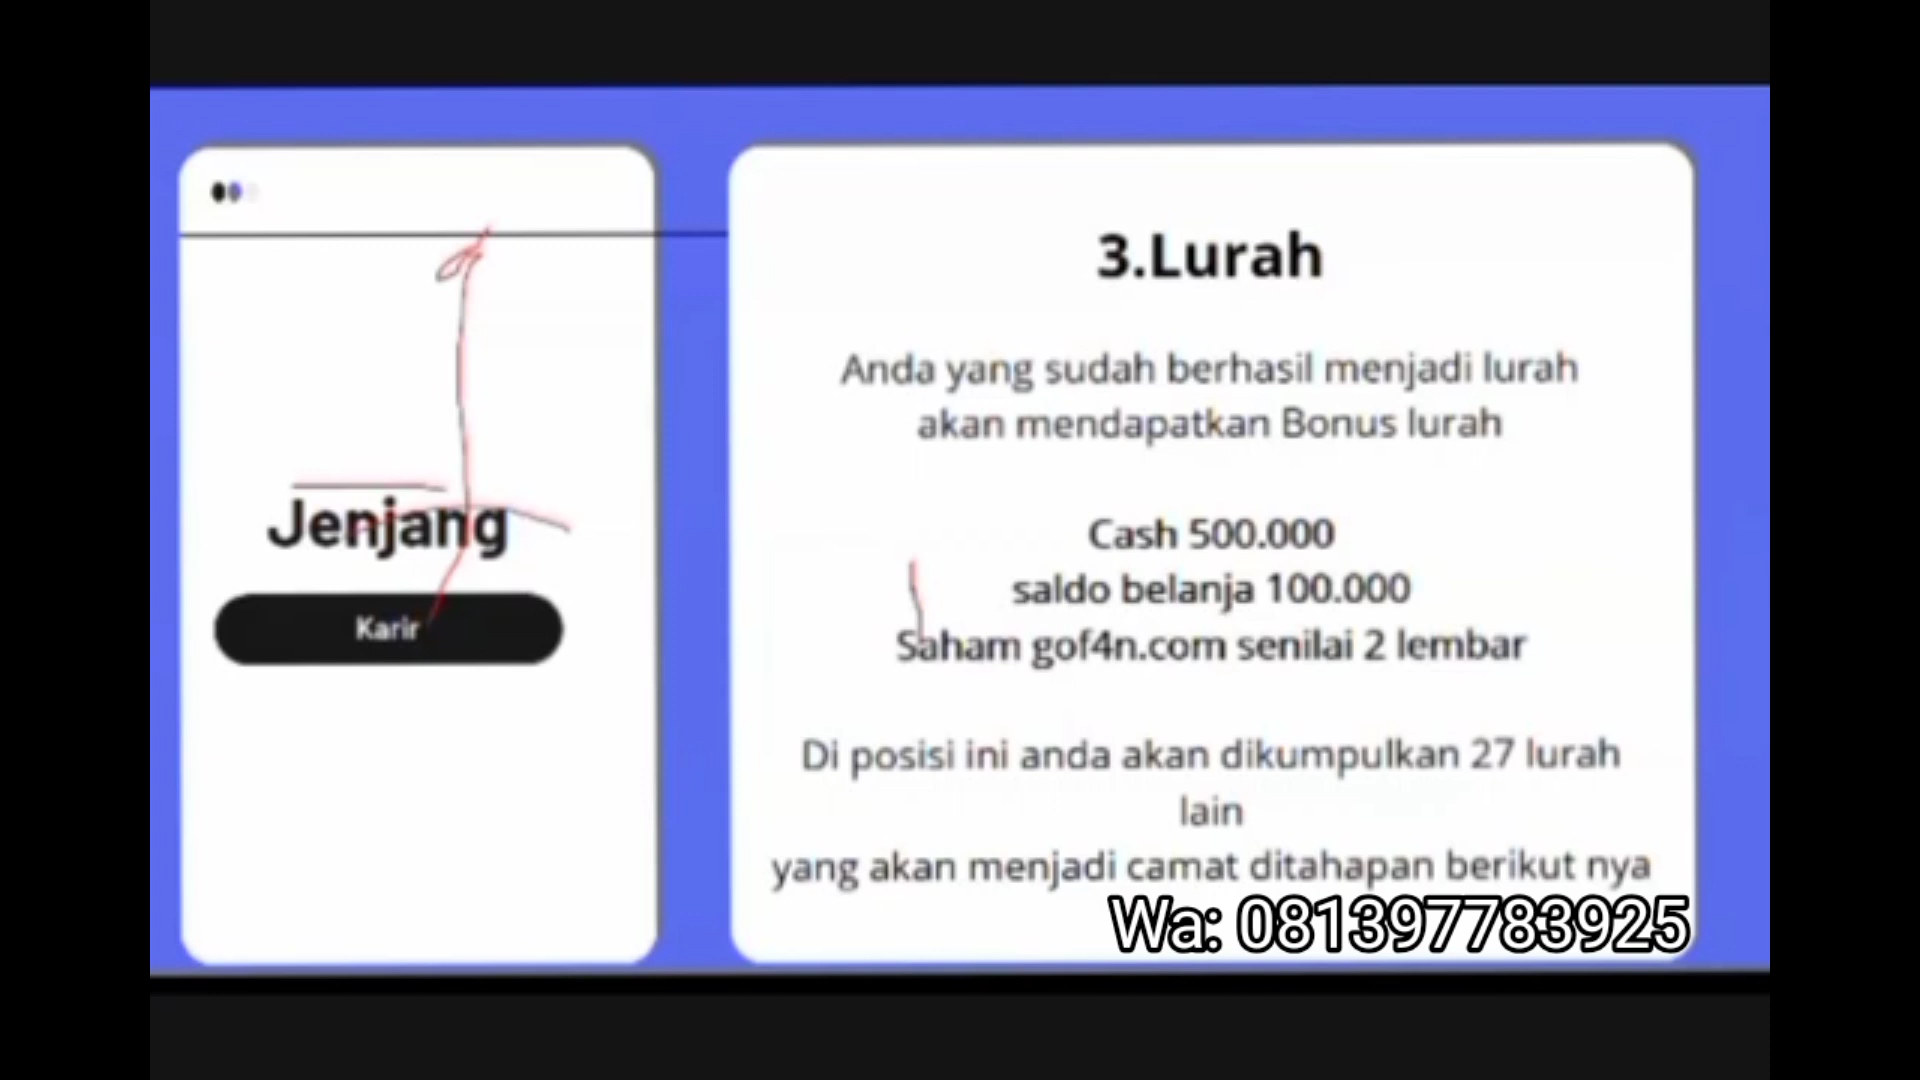 Jenjang
Karir
3.Lurah
Anda yang sudah berhasil menjadi lurah
akan mendapatkan Bonus lurah
Cash 500.000
saldo belanja 100.000
Saham gof4n.com senilai 2 lembar
Di posisi ini anda akan dikumpulkan 27 lurah
lain
yang akan menjadi camat ditahapan berikut nya
Wa: 081397783925